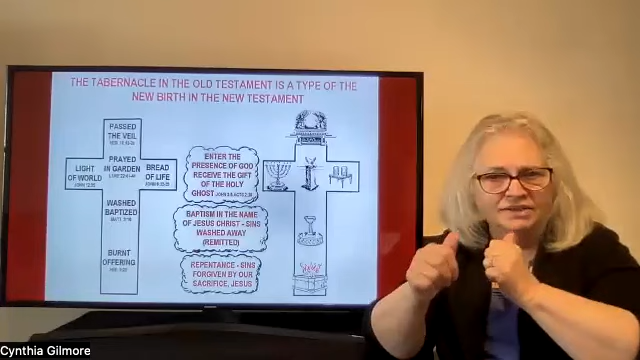 THE TABERNACLE IN THE OLD TESTAMENT IS A TYPE OF THE
NEW BIRTH IN THE NEW TESTAMENT
PASSED
THE VEIL
LIGHT
OF WORLD
JOHN 12:35
PRAYED
IN GARDEN
BREAD
OF LIFE
WASHED
BAPTIZED
BURNT
OFFERING
ENTER THE
PRESENCE OF GOD
RECEIVE THE GIFT
OF THE HOLY
GHOST
BAPTISM IN THE NAME
OF JESUS CHRIST - SINS
WASHED AWAY
(REMITTED)
REPENTANCE - SINS
FORGIVEN BY OUR
SACRIFICE, JESUS
Cynthia Gilmore